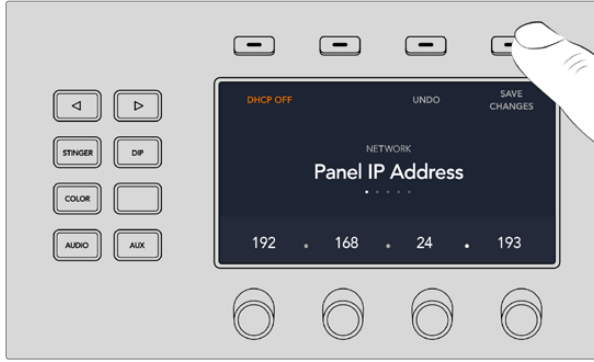 DHCP OFF
UNDO
SAVE
CHANGES
NETWORK
Panel IP Address
192 . 168 . 24 . 193
STINGER
DIP
COLOR
AUDIO
AUX